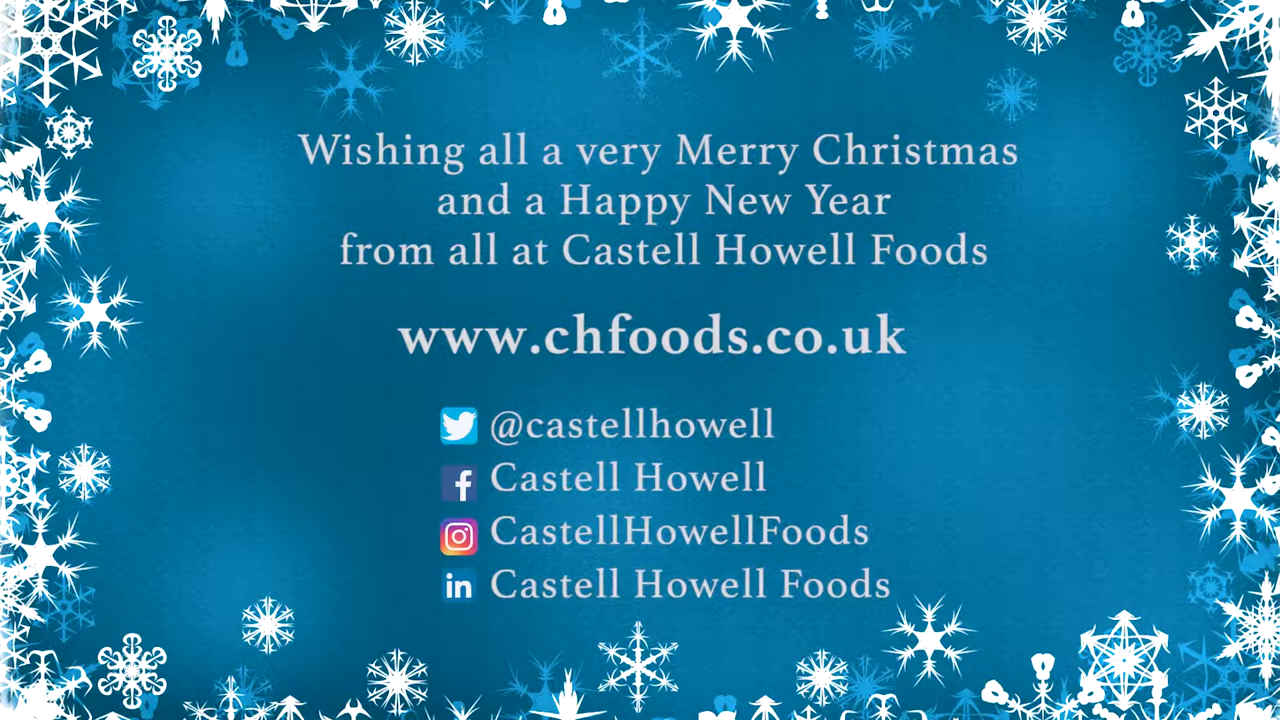 Wishing all a very Merry Christmas
and a Happy New Year
from all at Castell Howell Foods
www.chfoods.co.uk
@castellhowell
Castell Howell
CastellHowellFoods
Castell Howell Foods